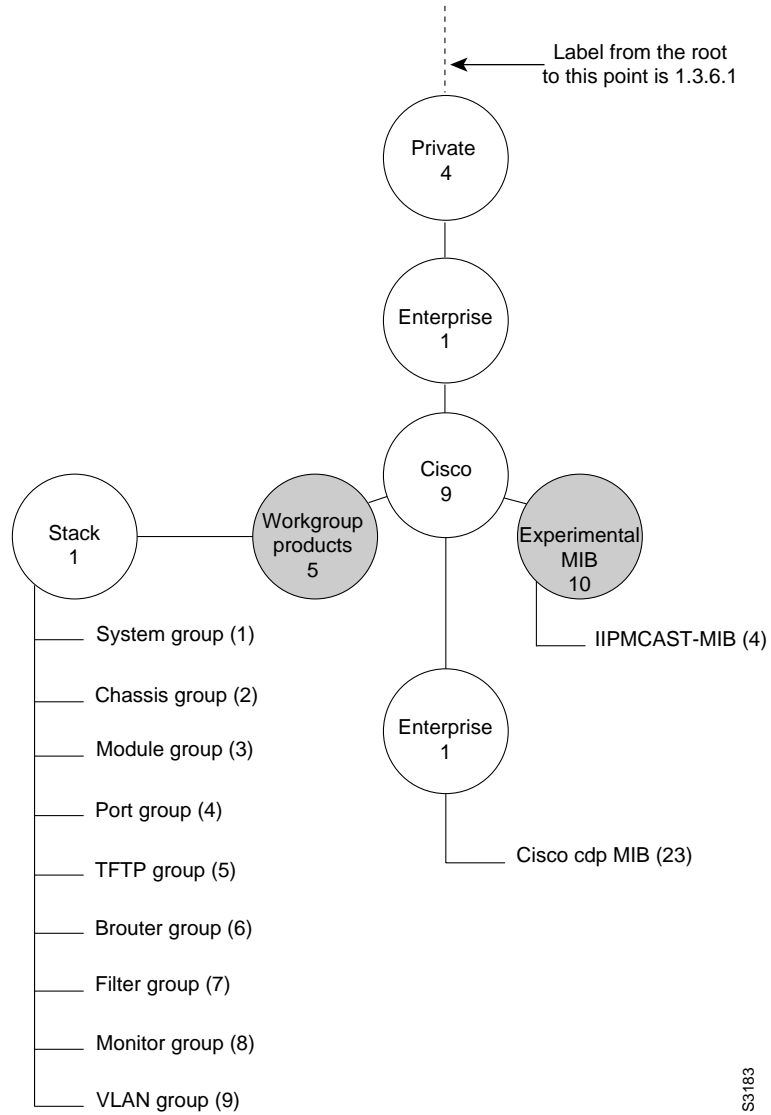 Label from the root
to this point is 1.3.6.1
Private
4
Enterprise
1
Cisco
9
Stack
1
Workgroup
products
5
Experimental
MIB
10
System group (1)
Chassis group (2)
Module group (3)
Port group (4)
TFTP group (5)
Brouter group (6)
Filter group (7)
Monitor group (8)
VLAN group (9)
IIPMCAST-MIB (4)
Enterprise
1
Cisco cdp MIB (23)
S3183